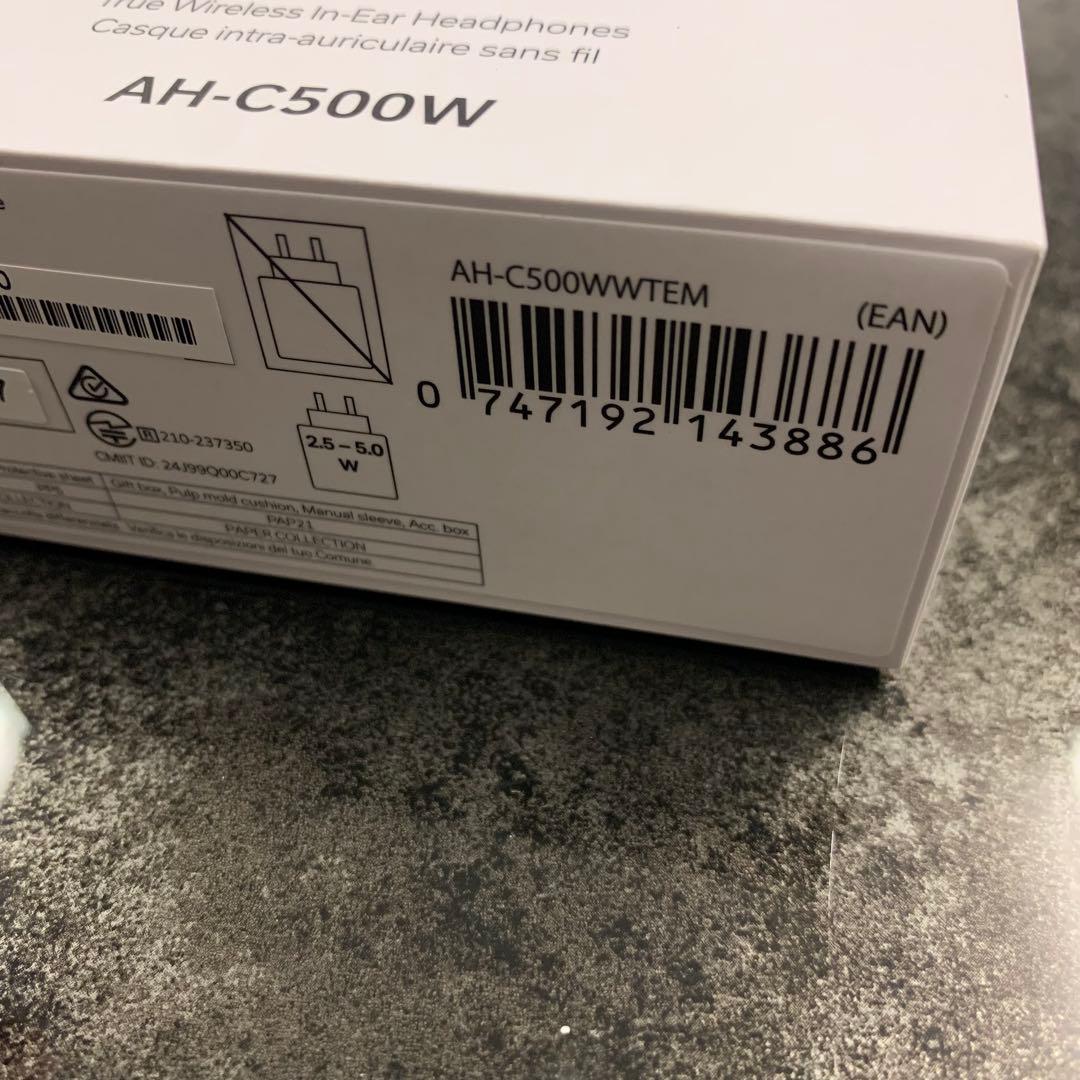 True Wireless In-Ear Headphones
Casque intra-auriculaire sans fil
AH-C500W
AH-C500WWTEM
(EAN)
0 747192 143886
R 210-237350
CMIIT ID: 24J99Q00C727
2.5 – 5.0
W
Protective sheet
Gift box, Pulp mold cushion, Manual sleeve, Acc. box
PAP21
PAPER COLLECTION
Verifica le disposizioni del tuo Comune